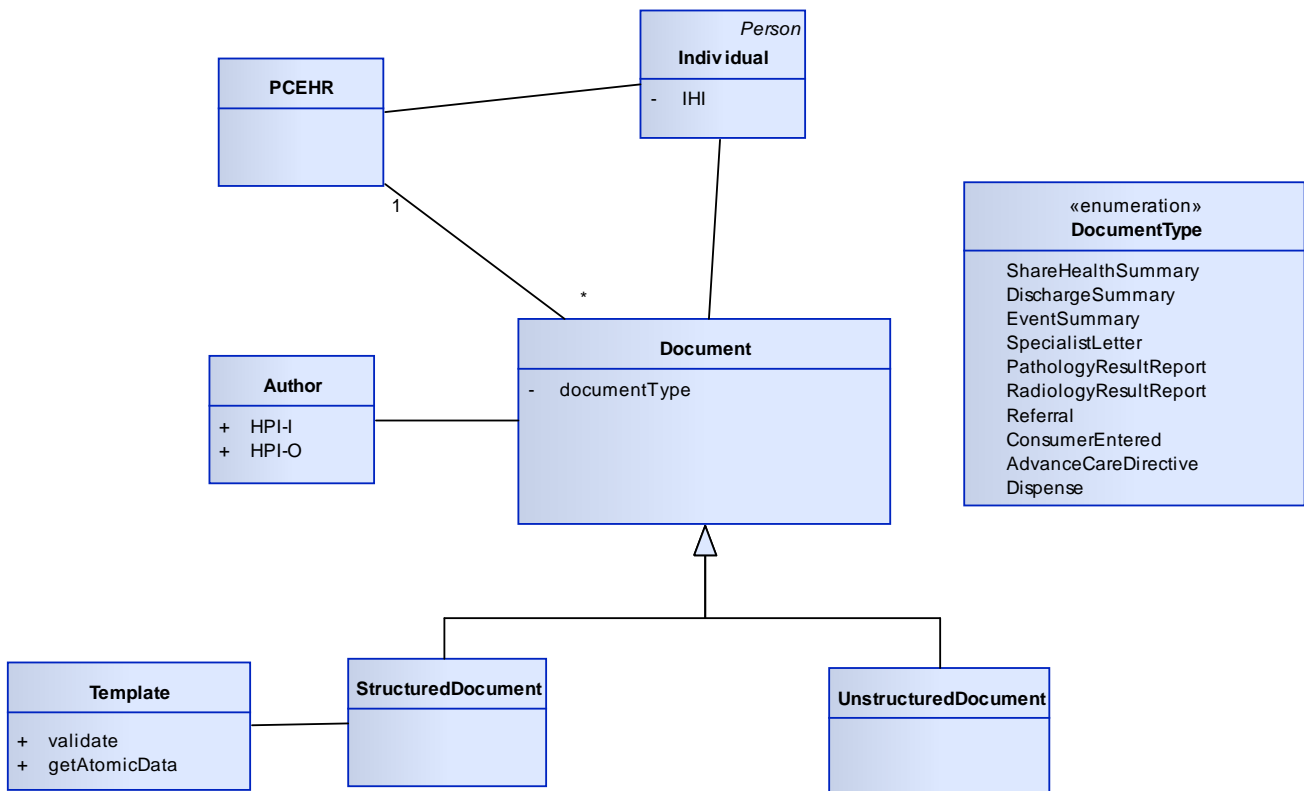 Person
Individual
- IHI
PCEHR
1
*
«enumeration»
DocumentType
ShareHealthSummary
DischargeSummary
EventSummary
SpecialistLetter
PathologyResultReport
RadiologyResultReport
Referral
ConsumerEntered
AdvanceCareDirective
Dispense
Document
- documentType
Author
+ HPI-I
+ HPI-O
Template
+ validate
+ getAtomicData
StructuredDocument
UnstructuredDocument